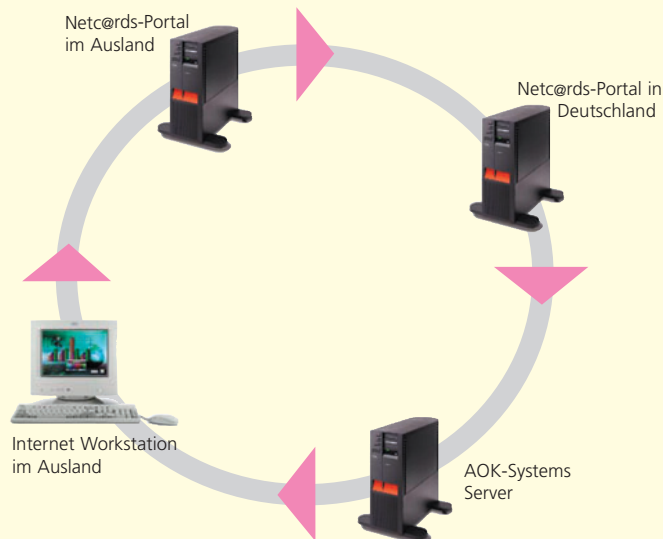 Netc@rds-Portal
im Ausland
Netc@rds-Portal in
Deutschland
Internet Workstation
im Ausland
AOK-Systems
Server